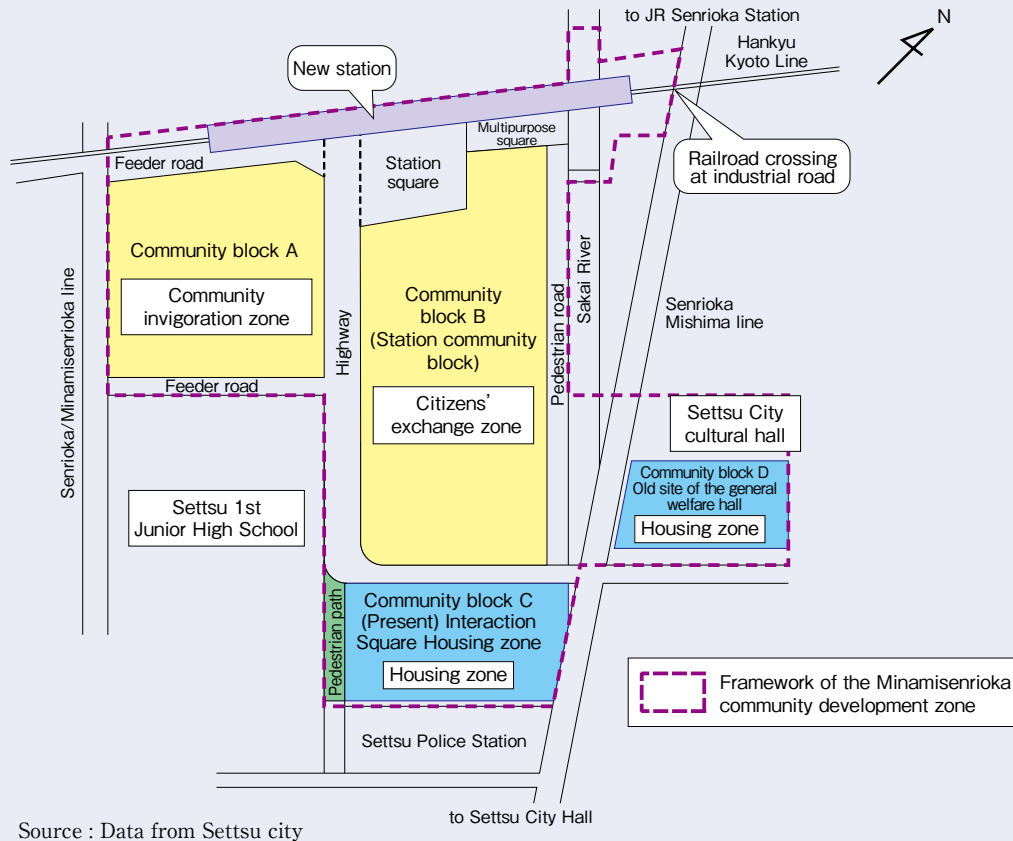 to JR Senrioka Station
N
Hankyu
Kyoto Line
New station
Multipurpose
square
Feeder road
Station
square
Railroad crossing
at industrial road
Community block A
Community
invigoration zone
Senrioka/Minamisenrioka line
Highway
Community
block B
(Station community
block)
Citizens'
exchange zone
Pedestrian road
Sakai River
Senrioka
Mishima line
Feeder road
Settsu City
cultural hall
Community block D
Old site of the general
welfare hall
Housing zone
Settsu 1st
Junior High School
Pedestrian path
Community block C
(Present) Interaction
Square Housing zone
Housing zone
Framework of the Minamisenrioka
community development zone
Settsu Police Station
to Settsu City Hall
Source : Data from Settsu city